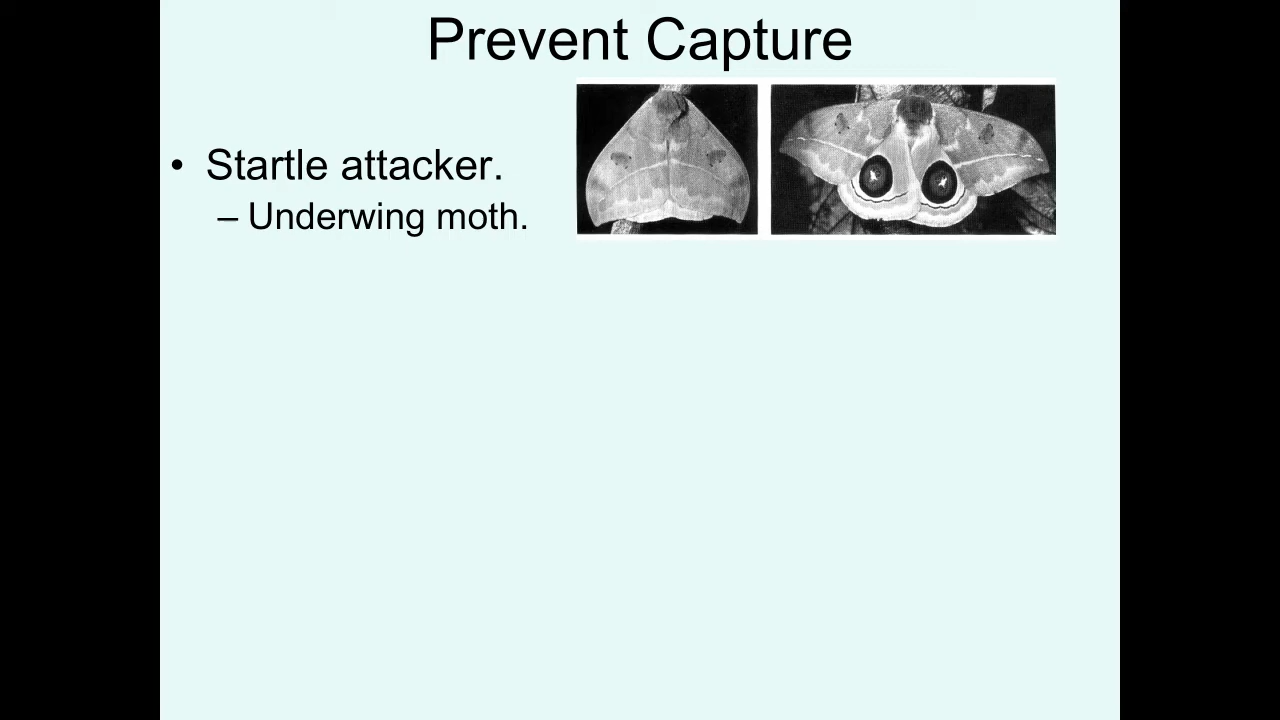 Prevent Capture
• Startle attacker.
– Underwing moth.